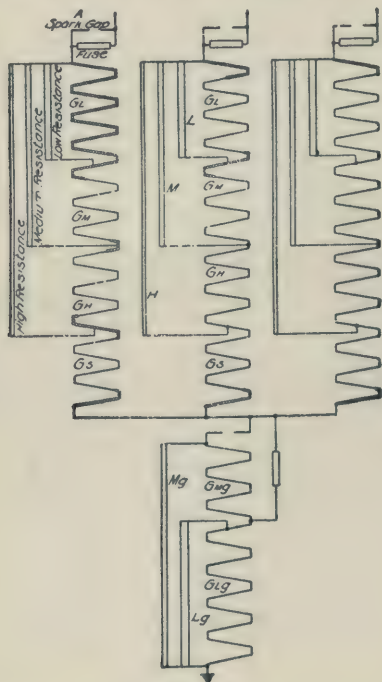 A
Spark Gap
Fuse
GL
Low Resistance
Medium Resistance
High Resistance
GM
GH
GS
GL
L
GM
M
GH
H
GS
Mg
GMg
GLg
Lg